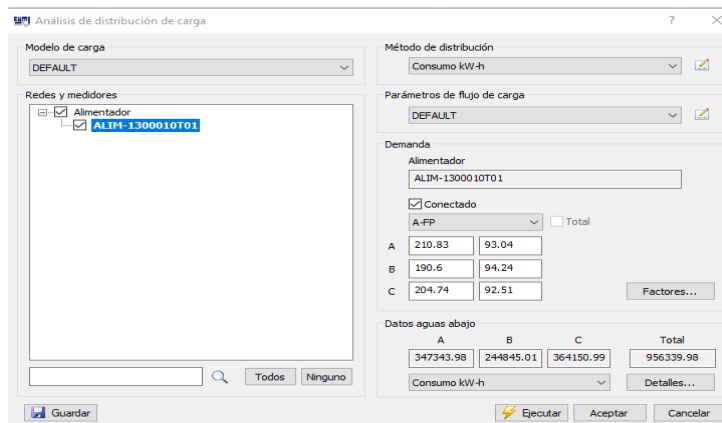 Análisis de distribución de carga
?
Modelo de carga
DEFAULT
Redes y medidores
Alimentador
ALIM-1300010T01
Todos
Ninguno
Método de distribución
Consumo kW-h
Parámetros de flujo de carga
DEFAULT
Demanda
Alimentador
ALIM-1300010T01
Conectado
A-FP
Total
A 210.83 93.04
B 190.6 94.24
C 204.74 92.51
Factores...
Datos aguas abajo
A B C Total
347343.98 244845.01 364150.99 956339.98
Consumo kW-h
Detalles...
Guardar
Ejecutar
Aceptar
Cancelar